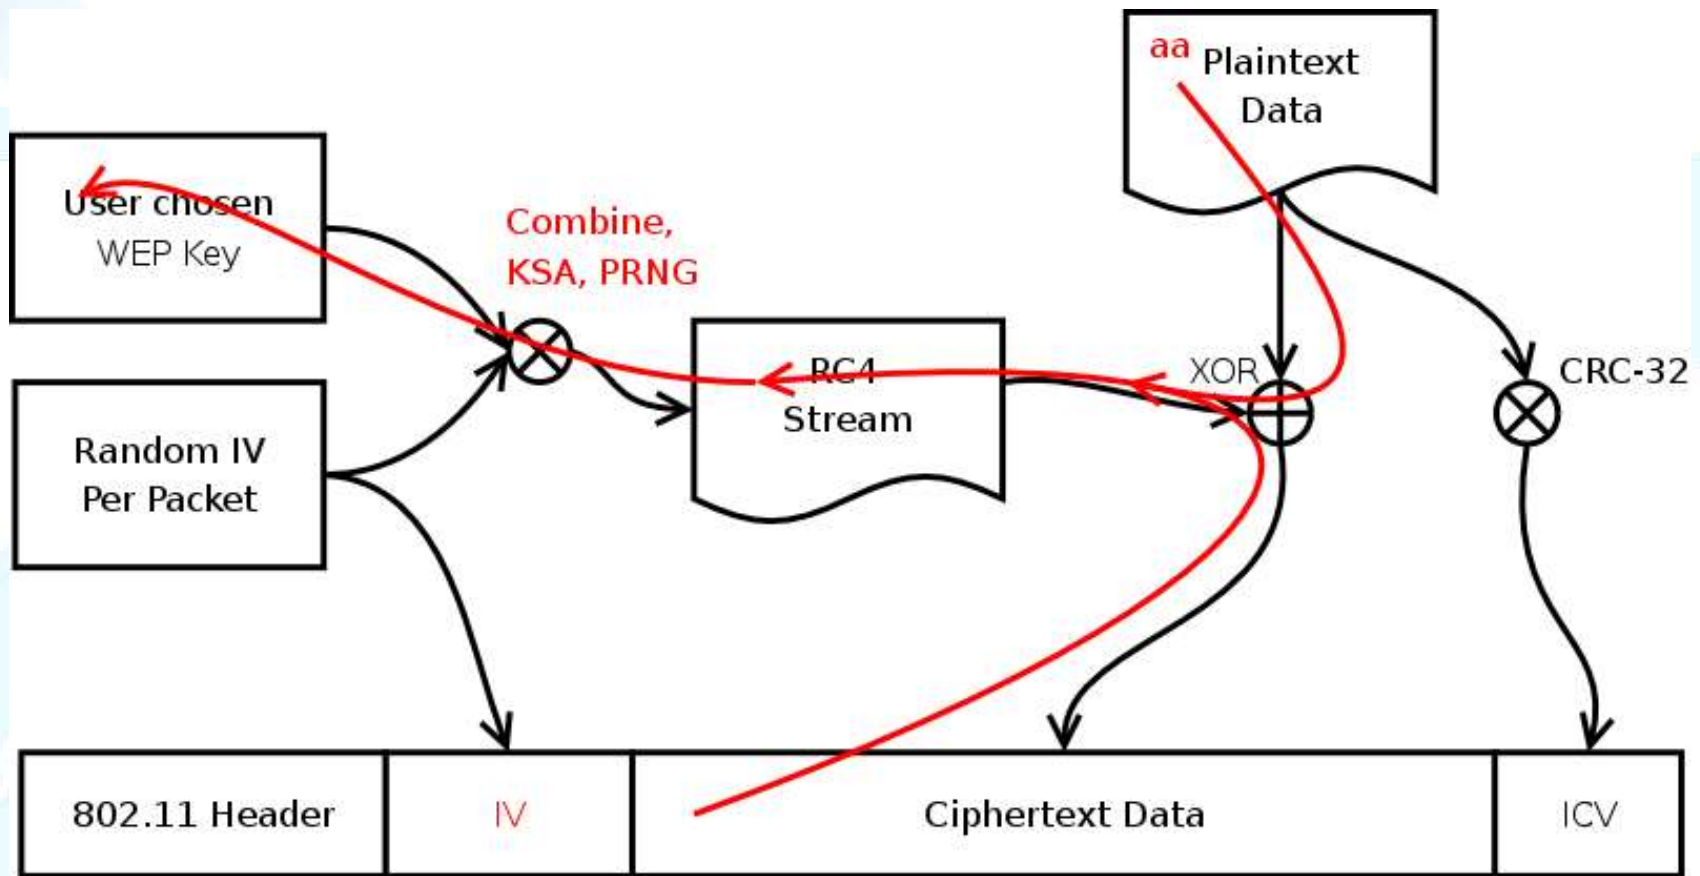 aa
Plaintext
Data
User chosen
WEP Key
Combine,
KSA, PRNG
RC4
Stream
XOR
CRC-32
Random IV
Per Packet
802.11 Header
IV
Ciphertext Data
ICV